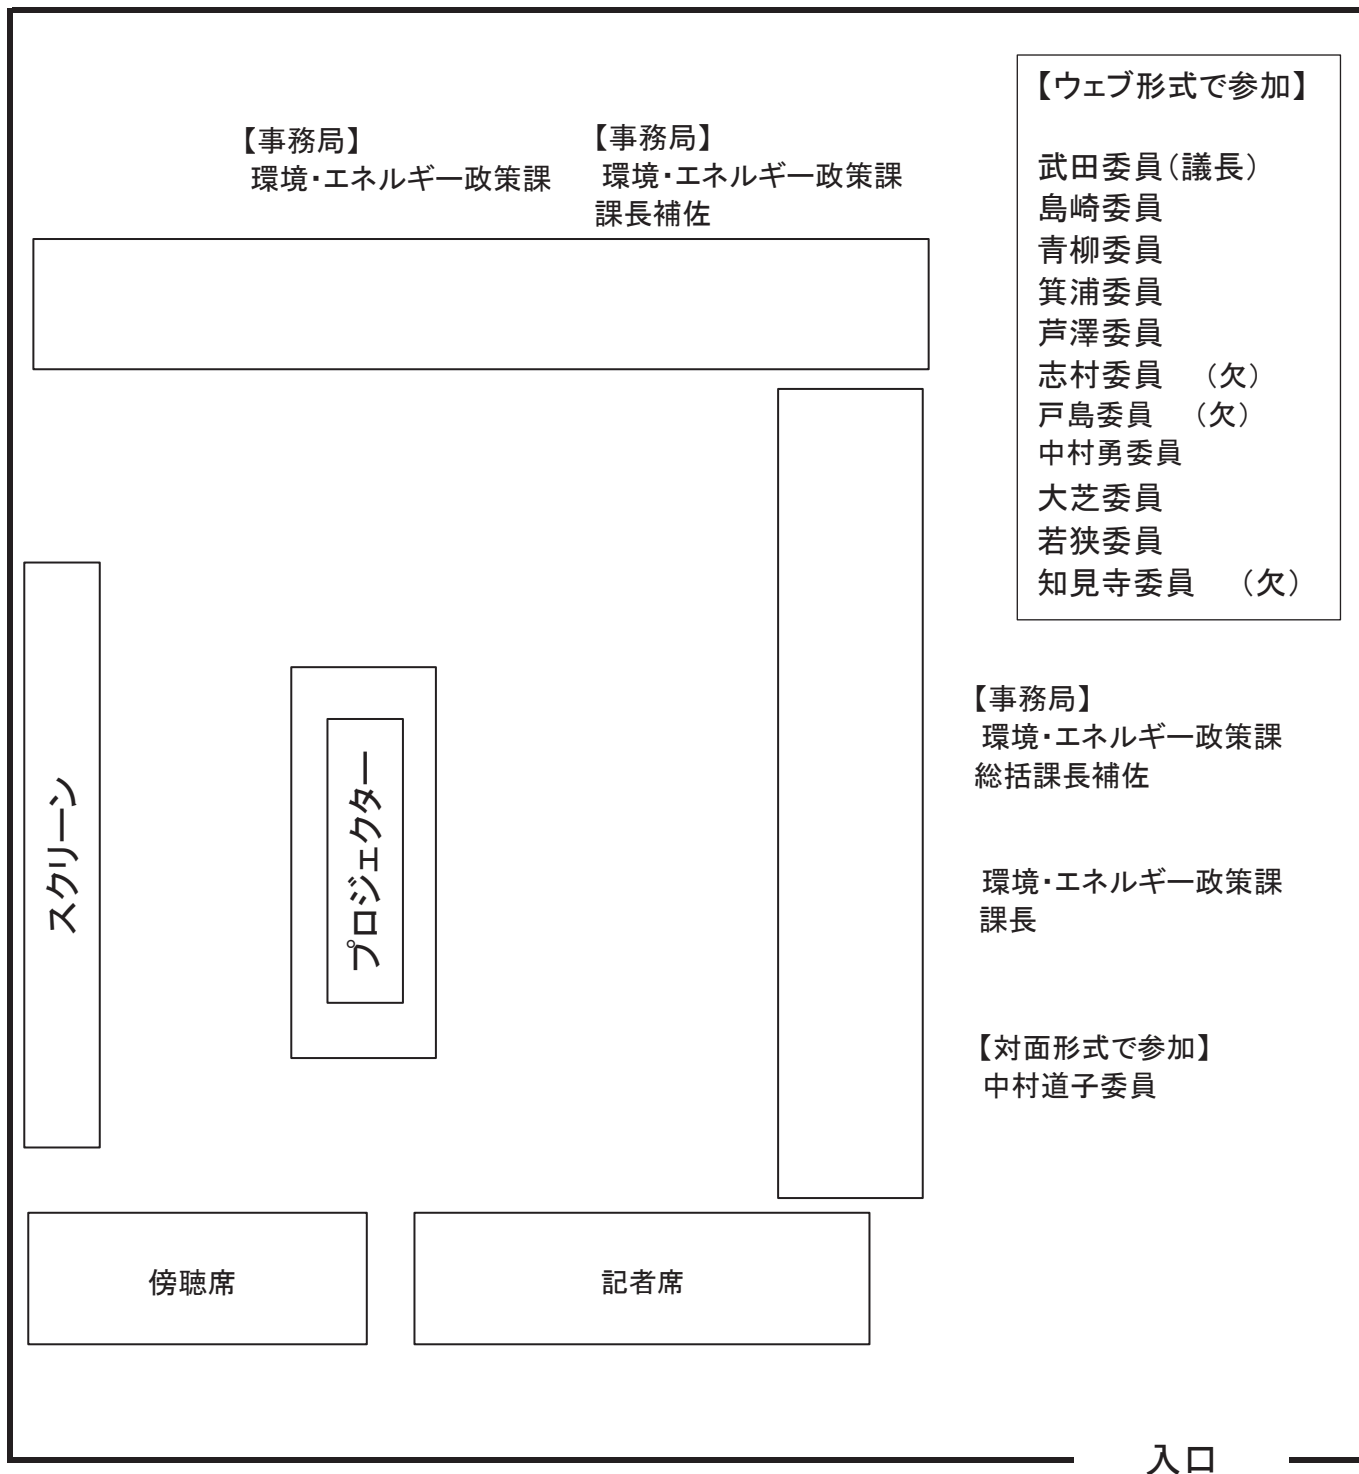 【事務局】
環境・エネルギー政策課
【事務局】
環境・エネルギー政策課
課長補佐
【ウェブ形式で参加】
武田委員（議長）
島崎委員
青柳委員
箕浦委員
芦澤委員
志村委員　（欠）
戸島委員　（欠）
中村勇委員
大芝委員
若狭委員
知見寺委員　（欠）
スクリーン
プロジェクター
【事務局】
環境・エネルギー政策課
総括課長補佐
環境・エネルギー政策課
課長
【対面形式で参加】
中村道子委員
傍聴席
記者席
入口